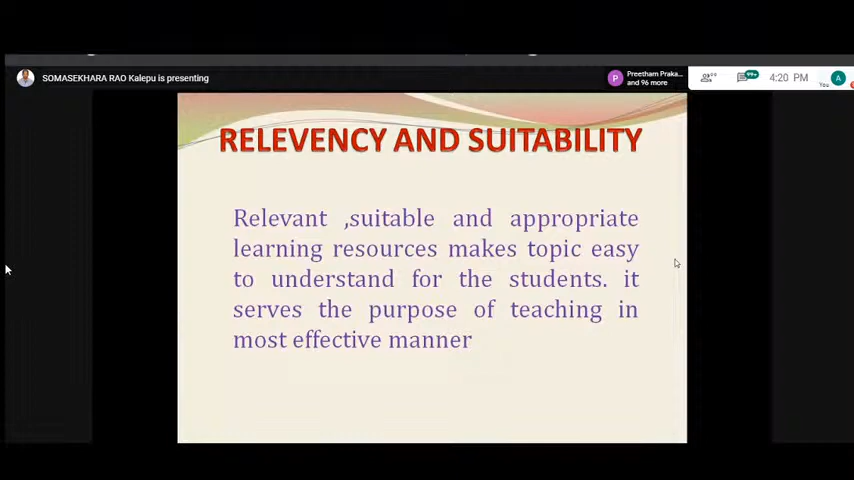 SOMASEKHARA RAO Kalepu is presenting
P
Preetham Praka...
and 96 more
99+
4:20 PM
You
A
RELEVENCY AND SUITABILITY
Relevant ,suitable and appropriate
learning resources makes topic easy
to understand for the students. it
serves the purpose of teaching in
most effective manner